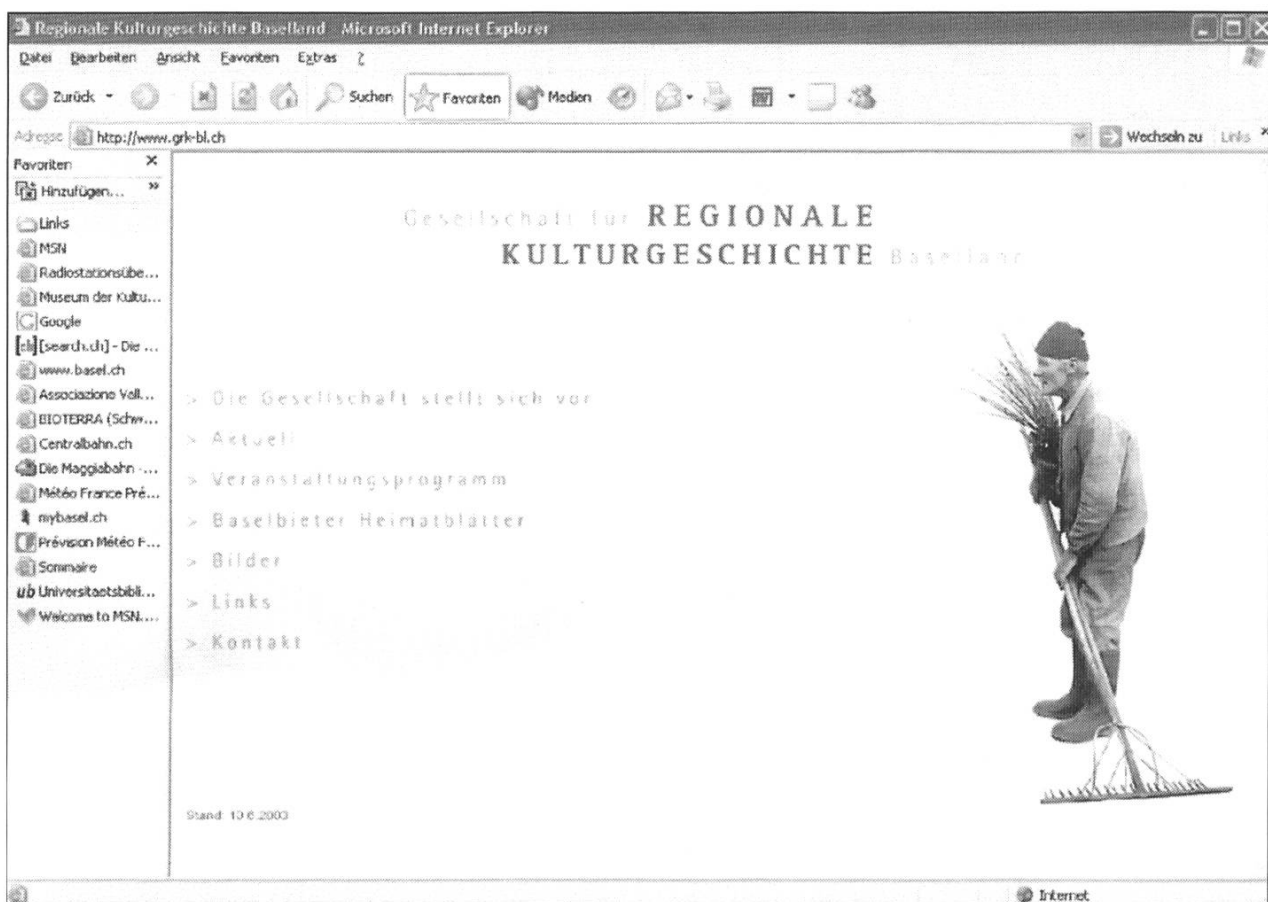 Regionale Kulturgeschichte Baselland Microsoft Internet Explorer
Datei Bearbeiten Ansicht Favoriten Extras ?
Zurück Suchen Favoriten Medien
Adresse http://www.grk-bl.ch Wechseln zu Links
Favoriten
Hinzufügen...
Links
MSN
Radiostationsübe...
Museum der Kultu...
Google
[search.ch] - Die ...
www.basel.ch
Associazione Vall...
BIOTERRA (Schw...
Centralbahn.ch
Die Maggiabahn -...
Météo France Pré...
mybasel.ch
Prévision Météo F...
Sommaire
ub Universitaetsbibli...
Welcome to MSN....
Gesellschaft für REGIONALE
KULTURGESCHICHTE Baselland
> Die Gesellschaft stellt sich vor
> Aktuell
> Veranstaltungsprogramm
> Baselbieter Heimatblätter
> Bilder
> Links
> Kontakt
Stand 10.6.2003
Internet